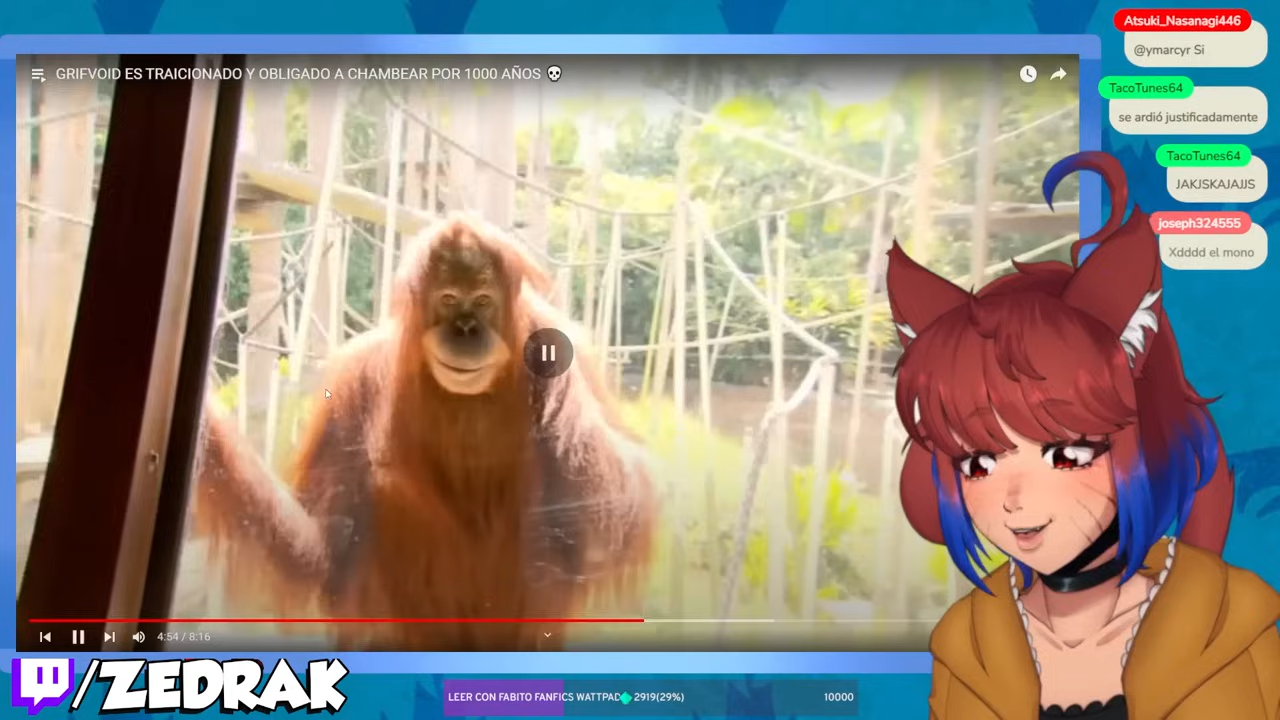 GRIFVOID ES TRAICIONADO Y OBLIGADO A CHAMBEAR POR 1000 AÑOS 💀
Atsuki_Nasanagi446
@ymarcyr Si
TacoTunes64
se ardió justificadamente
TacoTunes64
JAKJSKAJAJJS
joseph324555
Xdddd el mono
4:54 / 8:16
/ZEDRAK
LEER CON FABITO FANFICS WATTPAD 2919(29%)
10000